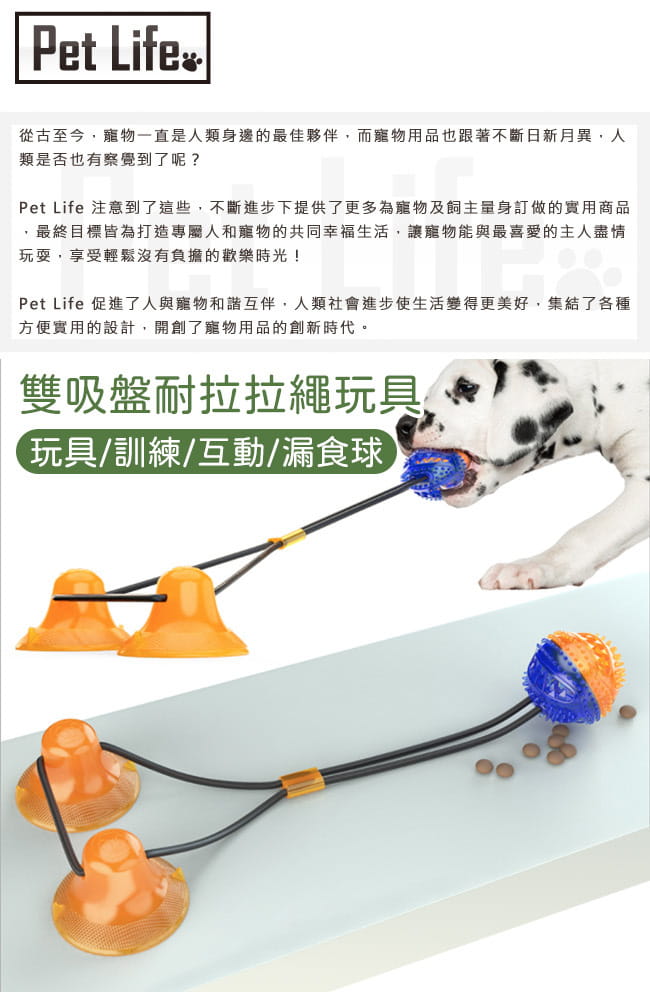 Pet Life
從古至今，寵物一直是人類身邊的最佳夥伴，而寵物用品也跟著不斷日新月異，人
類是否也有察覺到了呢？
Pet Life 注意到了這些，不斷進步下提供了更多為寵物及飼主量身訂做的實用商品
，最終目標皆為打造專屬人和寵物的共同幸福生活，讓寵物能與最喜愛的主人盡情
玩耍，享受輕鬆沒有負擔的歡樂時光！
Pet Life 促進了人與寵物和諧互伴，人類社會進步使生活變得更美好，集結了各種
方便實用的設計，開創了寵物用品的創新時代。
雙吸盤耐拉拉繩玩具
玩具/訓練/互動/漏食球